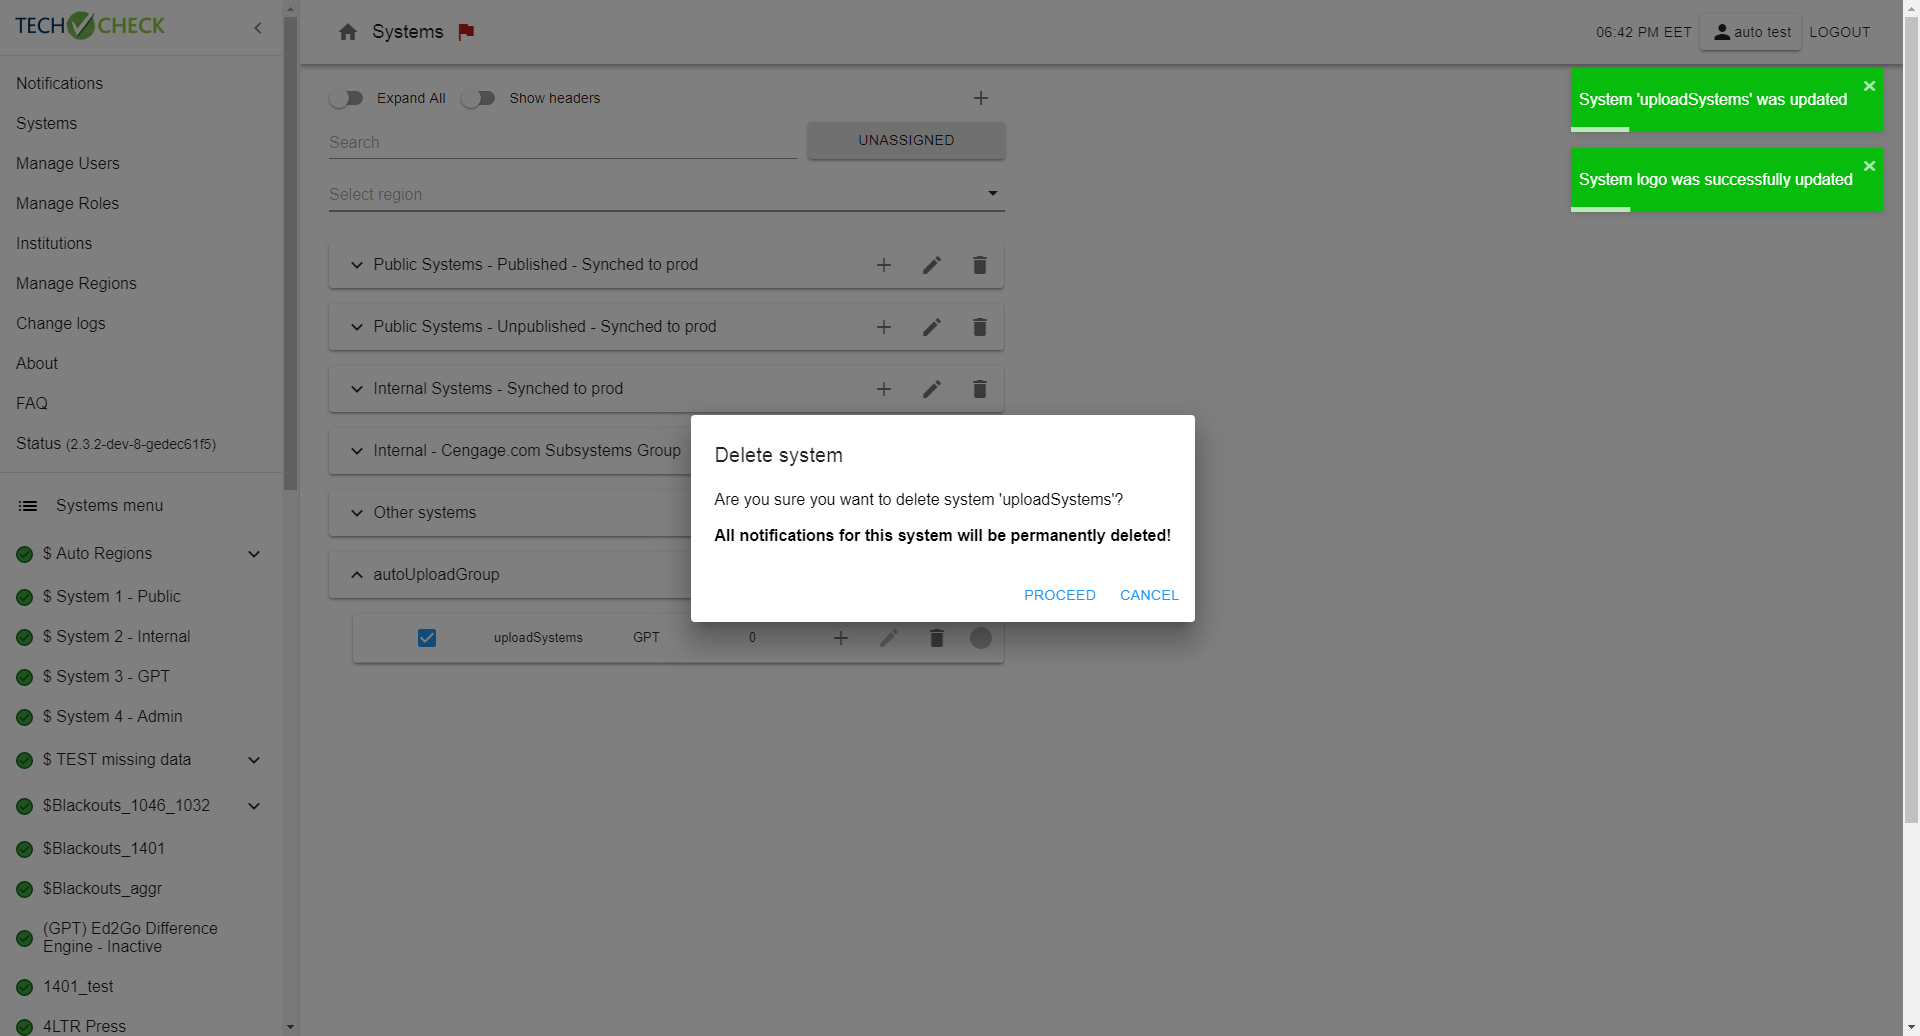 TECH CHECK
Notifications
Systems
Manage Users
Manage Roles
Institutions
Manage Regions
Change logs
About
FAQ
Status (2.3.2-dev-8-gedec61f5)
Systems menu
$ Auto Regions
$ System 1 - Public
$ System 2 - Internal
$ System 3 - GPT
$ System 4 - Admin
$ TEST missing data
$Blackouts_1046_1032
$Blackouts_1401
$Blackouts_aggr
(GPT) Ed2Go Difference
Engine - Inactive
1401_test
4LTR Press
Systems
06:42 PM EET
auto test
LOGOUT
Expand All
Show headers
Search
UNASSIGNED
Select region
Public Systems - Published - Synched to prod
Public Systems - Unpublished - Synched to prod
Internal Systems - Synched to prod
Internal - Cengage.com Subsystems Group
Other systems
autoUploadGroup
uploadSystems GPT 0
Delete system
Are you sure you want to delete system 'uploadSystems'?
All notifications for this system will be permanently deleted!
PROCEED CANCEL
System 'uploadSystems' was updated
System logo was successfully updated